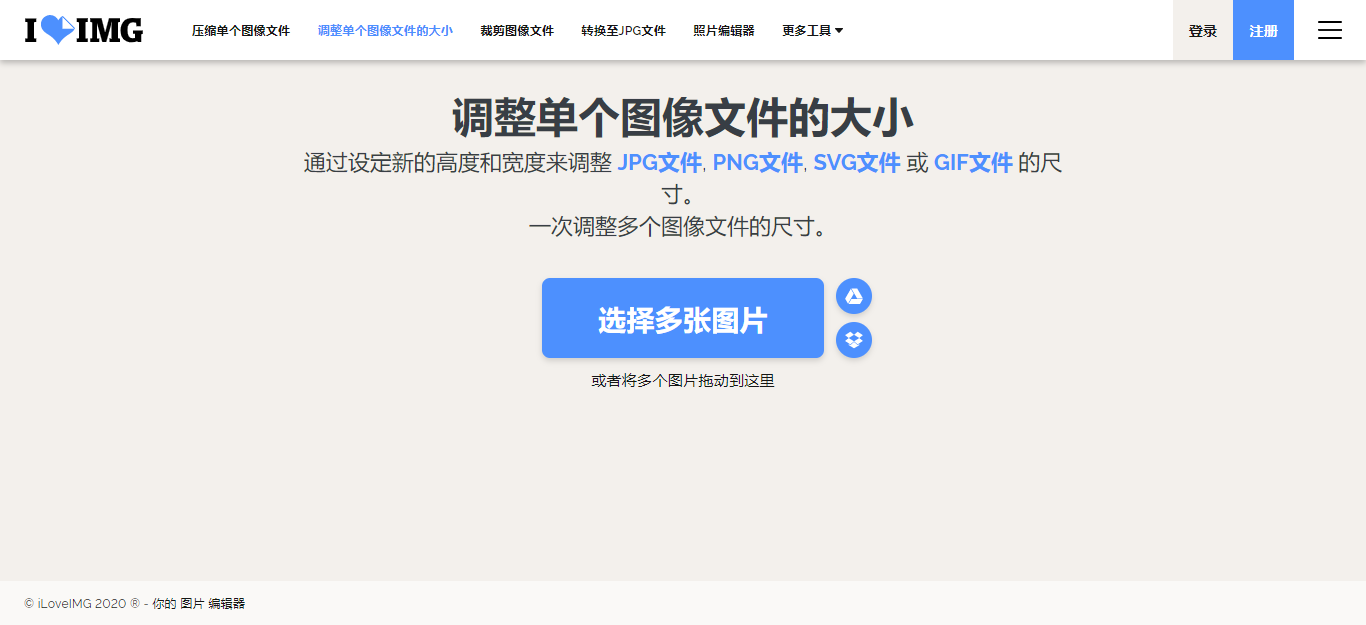 I IMG
压缩单个图像文件 调整单个图像文件的大小 裁剪图像文件 转换至JPG文件 照片编辑器 更多工具 登录 注册
调整单个图像文件的大小
通过设定新的高度和宽度来调整 JPG文件, PNG文件, SVG文件 或 GIF文件 的尺
寸。
一次调整多个图像文件的尺寸。
选择多张图片
或者将多个图片拖动到这里
© iLoveIMG 2020 ® - 你的 图片 编辑器